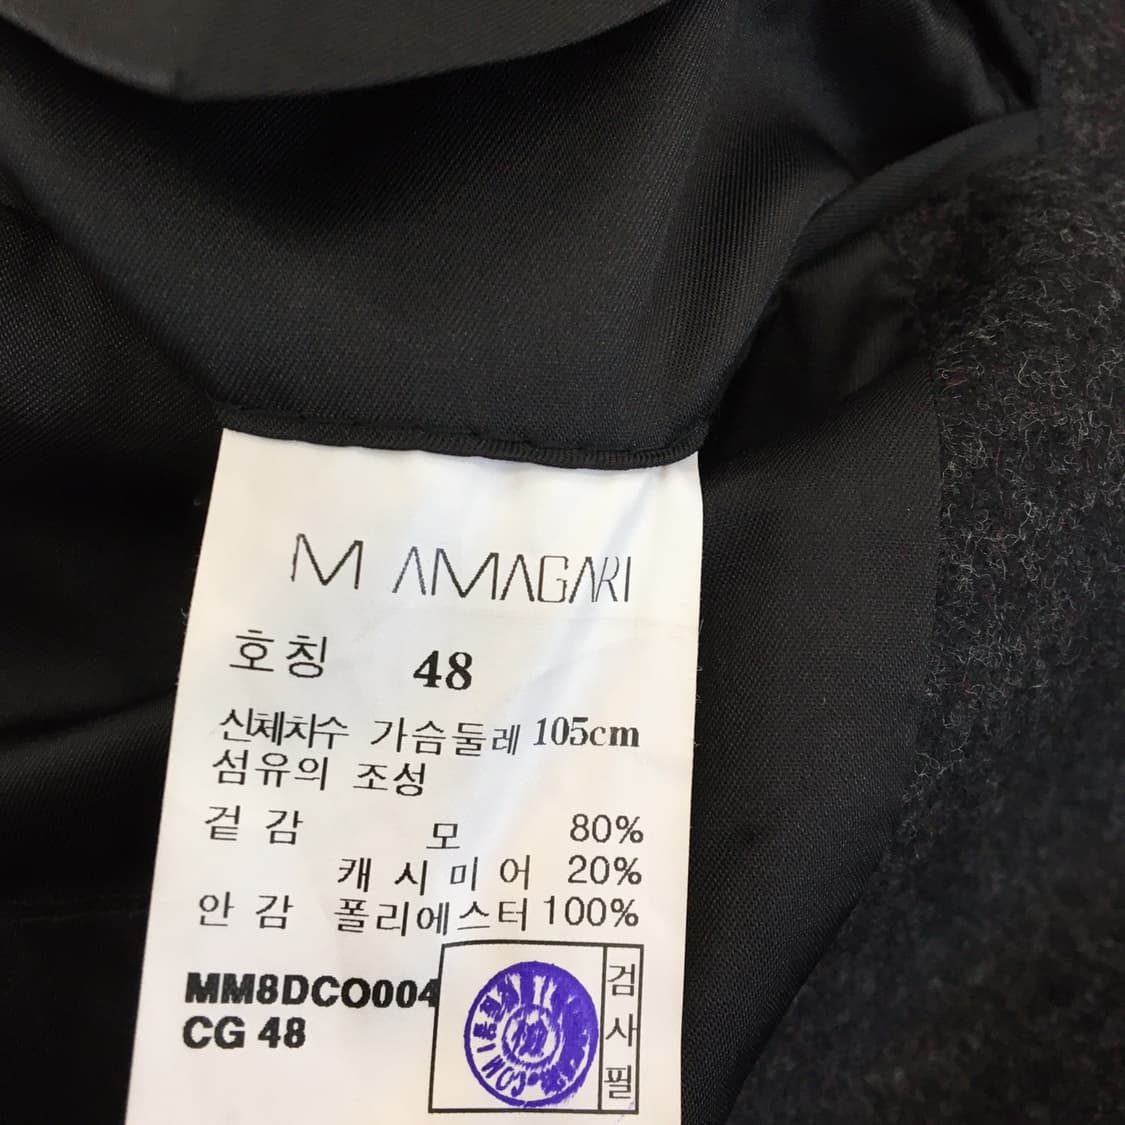 M AMAGARI
호칭 48
신체치수 가슴둘레 105cm
섬유의 조성
겉감 모 80%
캐시미어 20%
안감 폴리에스터 100%
MM8DCO004
CG 48
검사필